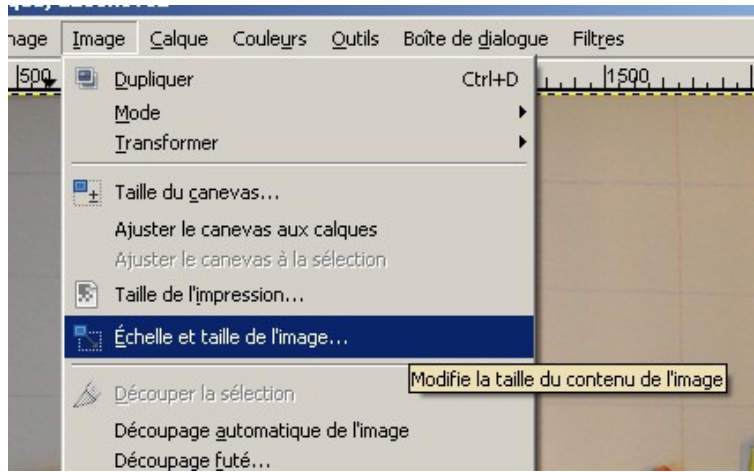 Image Calque Couleurs Outils Boîte de dialogue Filtres
500 1500
Dupliquer Ctrl+D
Mode
Transformer
Taille du canevas...
Ajuster le canevas aux calques
Ajuster le canevas à la sélection
Taille de l'impression...
Échelle et taille de l'image...
Modifie la taille du contenu de l'image
Découper la sélection
Découpage automatique de l'image
Découpage futé...